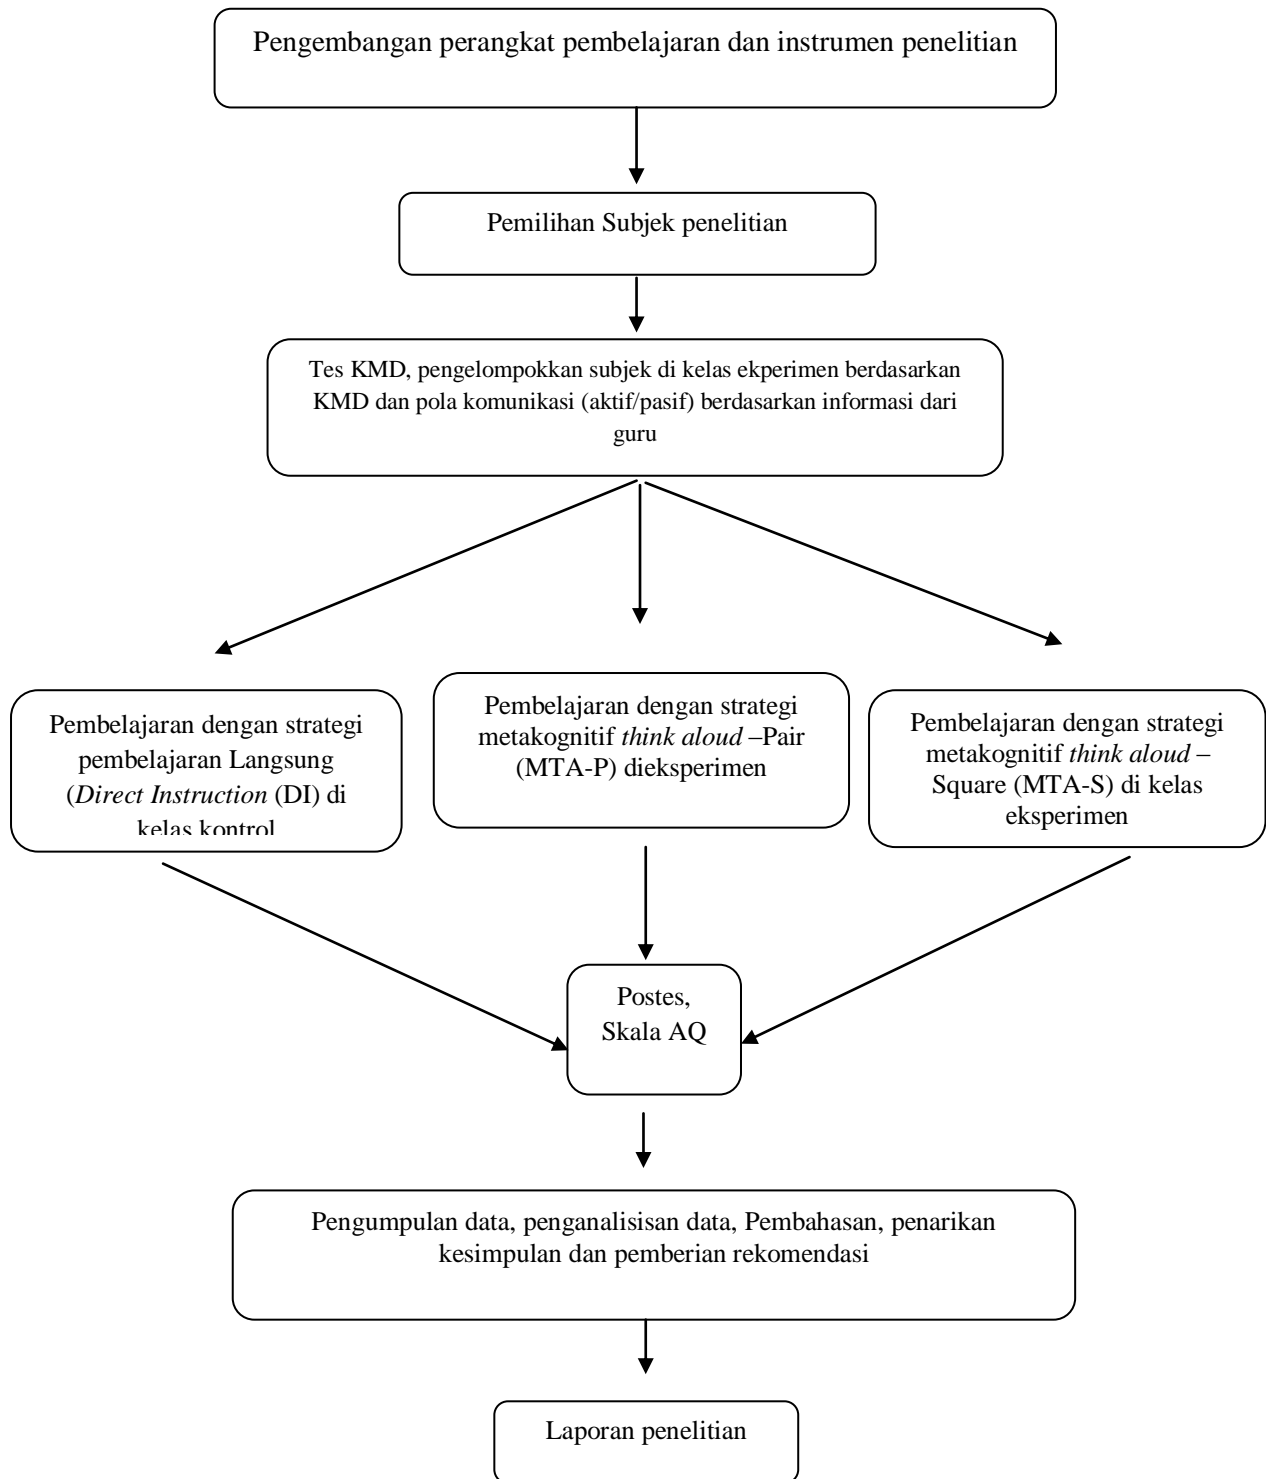 Pengembangan perangkat pembelajaran dan instrumen penelitian
Pemilihan Subjek penelitian
Tes KMD, pengelompokkan subjek di kelas ekperimen berdasarkan
KMD dan pola komunikasi (aktif/pasif) berdasarkan informasi dari
guru
Pembelajaran dengan strategi
pembelajaran Langsung
(Direct Instruction (DI) di
kelas kontrol
Pembelajaran dengan strategi
metakognitif think aloud –Pair
(MTA-P) dieksperimen
Pembelajaran dengan strategi
metakognitif think aloud –
Square (MTA-S) di kelas
eksperimen
Postes,
Skala AQ
Pengumpulan data, penganalisisan data, Pembahasan, penarikan
kesimpulan dan pemberian rekomendasi
Laporan penelitian